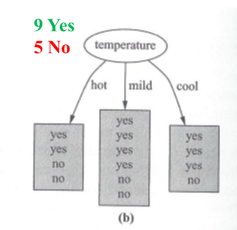 9 Yes
5 No
temperature
hot mild cool
yes
yes
no
no
yes
yes
yes
yes
no
no
yes
yes
yes
no
(b)